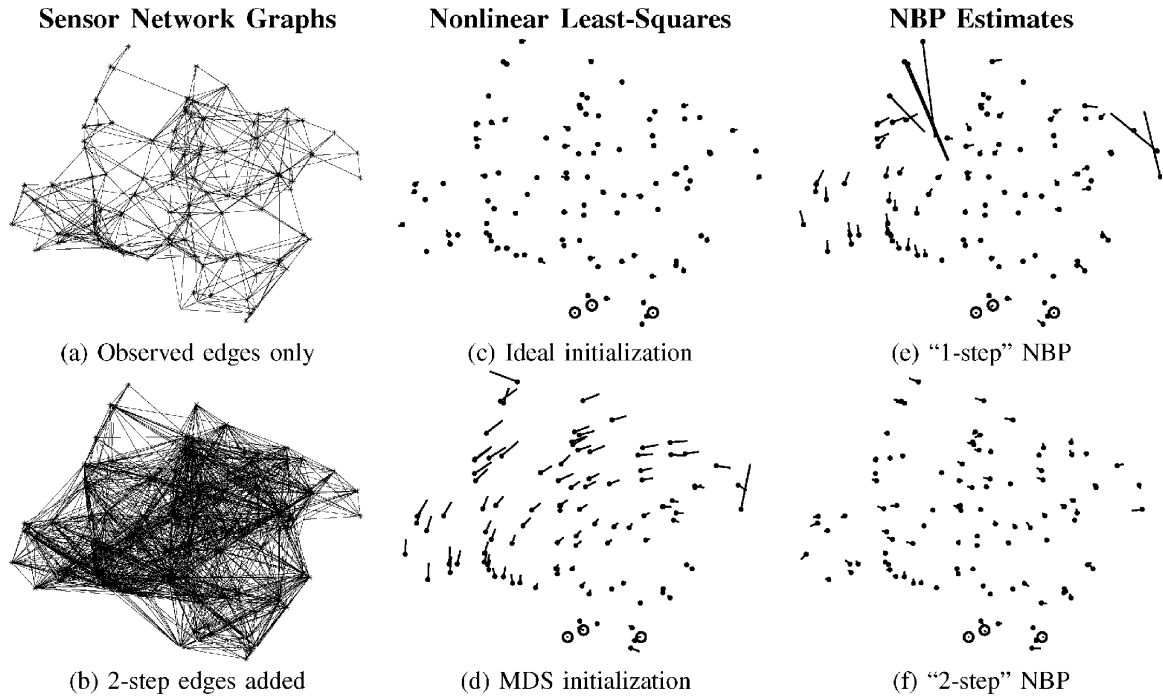 Sensor Network Graphs
Nonlinear Least-Squares
NBP Estimates
(a) Observed edges only
(c) Ideal initialization
(e) “1-step” NBP
(b) 2-step edges added
(d) MDS initialization
(f) “2-step” NBP